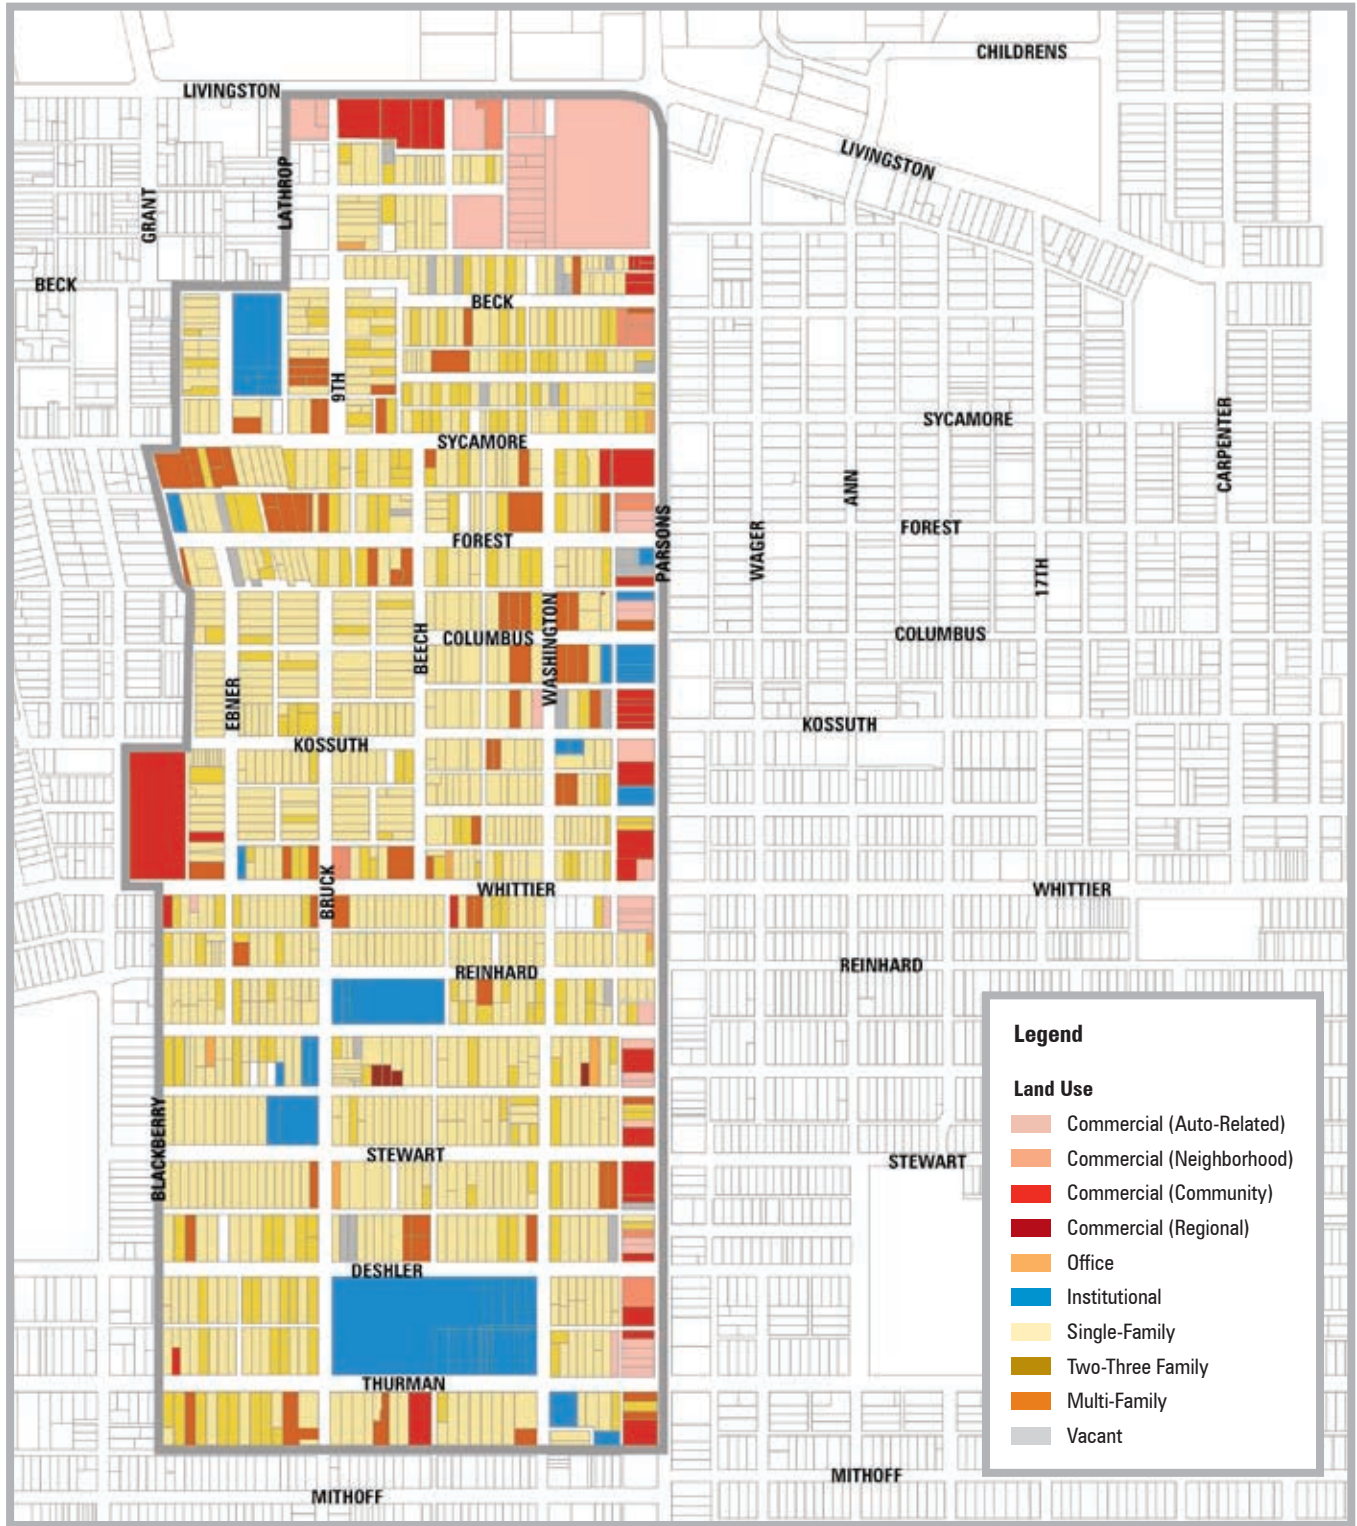 CHILDRENS
LIVINGSTON
LIVINGSTON
LATHROP
GRANT
BECK
BECK
9TH
SYCAMORE
SYCAMORE
CARPENTER
ANN
PARSONS
WAGER
FOREST
FOREST
17TH
WASHINGTON
COLUMBUS
COLUMBUS
BEECH
EBNER
KOSSUTH
KOSSUTH
BRUCK
WHITTIER
WHITTIER
REINHARD
REINHARD
BLACKBERRY
STEWART
STEWART
DESHLER
THURMAN
MITHOFF
MITHOFF
Legend
Land Use
Commercial (Auto-Related)
Commercial (Neighborhood)
Commercial (Community)
Commercial (Regional)
Office
Institutional
Single-Family
Two-Three Family
Multi-Family
Vacant